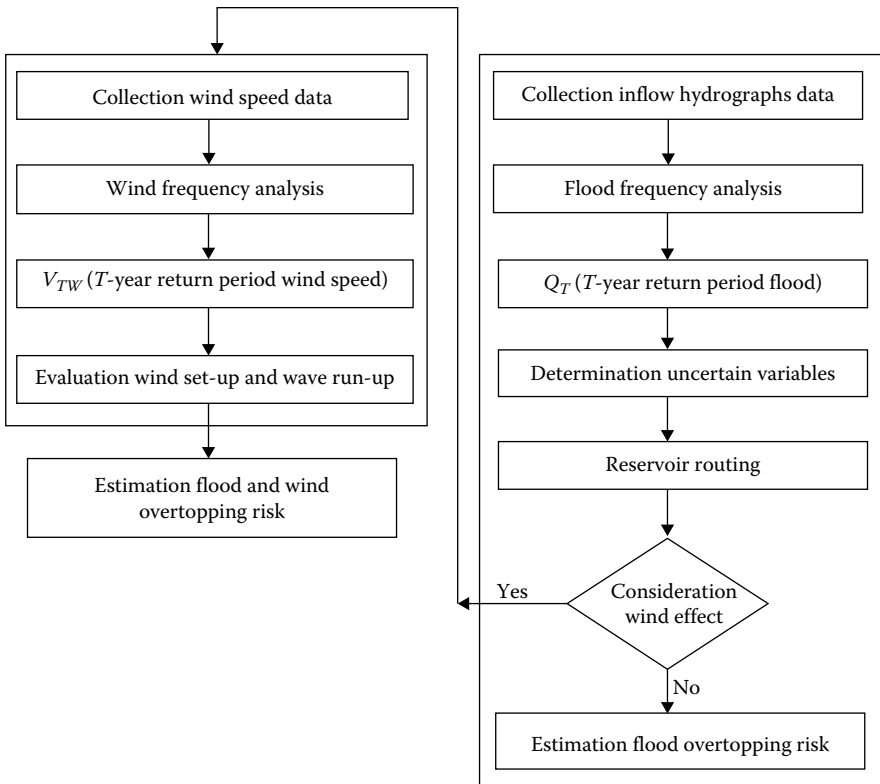 Collection wind speed data
Wind frequency analysis
V_TW (T-year return period wind speed)
Evaluation wind set-up and wave run-up
Estimation flood and wind
overtopping risk
Collection inflow hydrographs data
Flood frequency analysis
Q_T (T-year return period flood)
Determination uncertain variables
Reservoir routing
Consideration
wind effect
Yes
No
Estimation flood overtopping risk